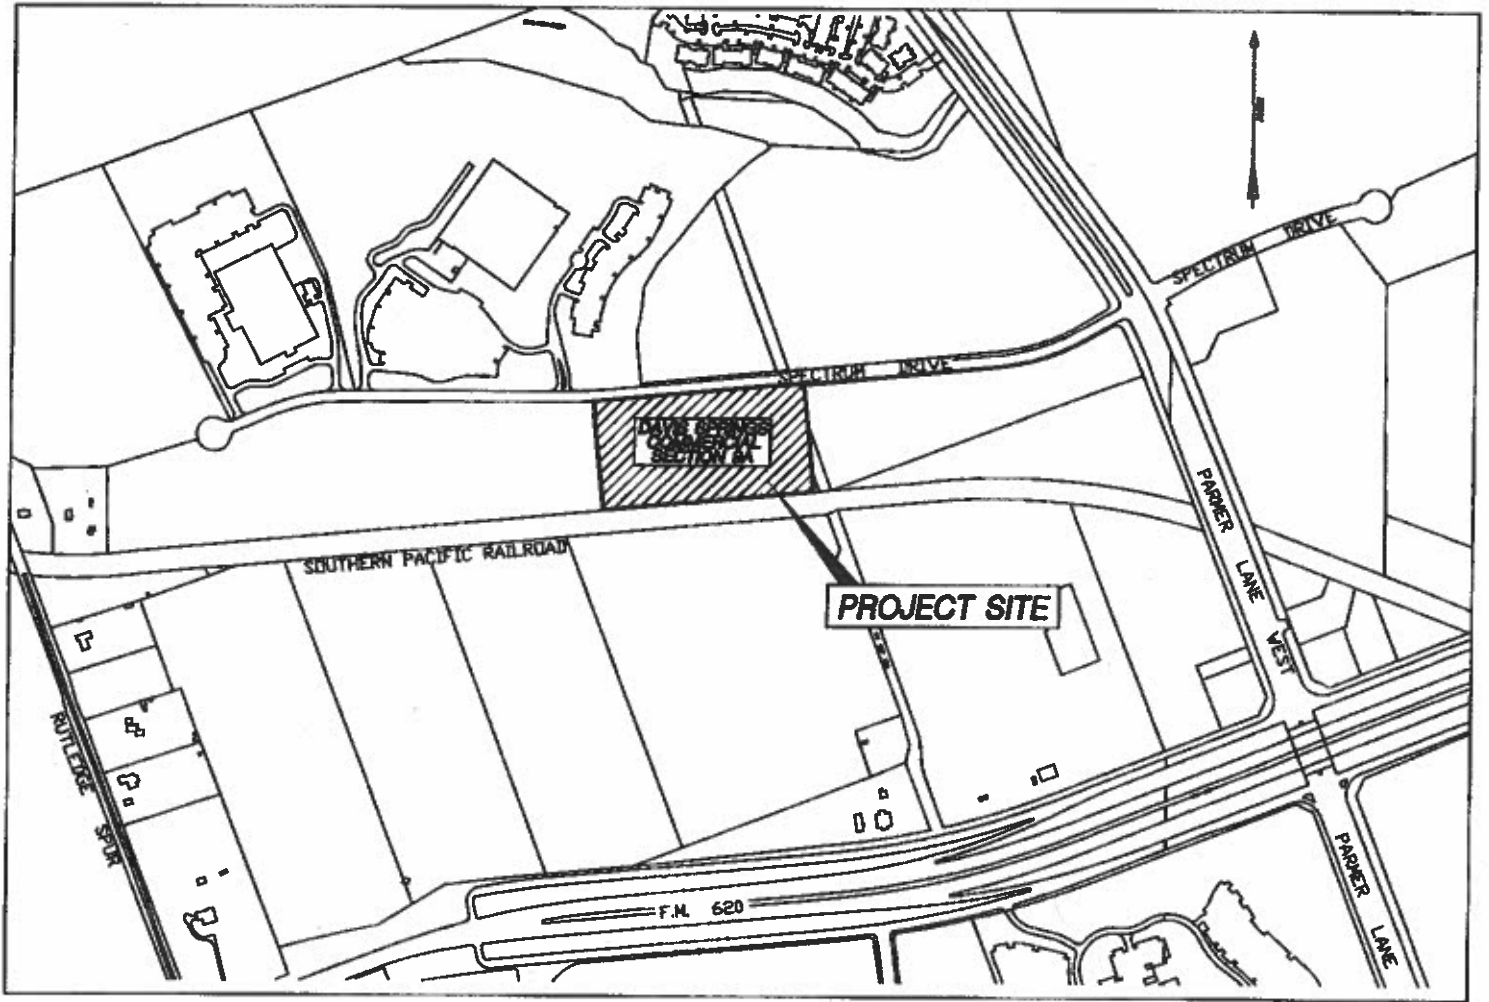 SPECTRUM DRIVE
SPECTRUM DRIVE
DAVIS SPRINGS
COMMERCIAL
SECTION
PARMER LANE WEST
SOUTHERN PACIFIC RAILROAD
PROJECT SITE
RUTLEDGE SPUR
F.M. 620
PARMER LANE